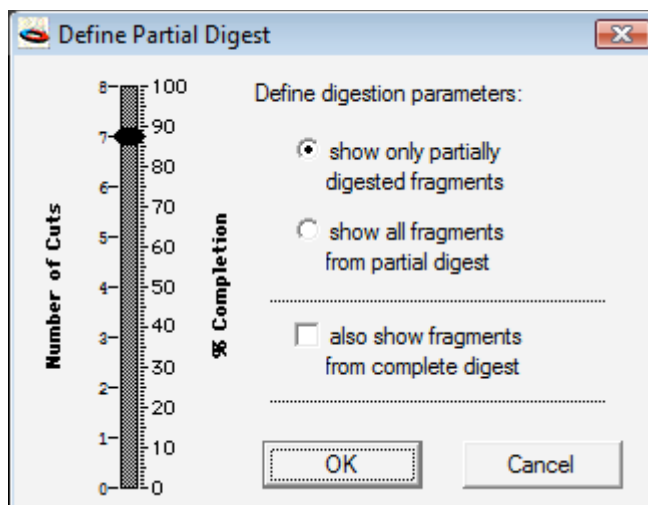 Define Partial Digest
Number of Cuts
8
7
6
5
4
3
2
1
0
100
90
80
70
60
50
40
30
20
10
0
% Completion
Define digestion parameters:
show only partially
digested fragments
show all fragments
from partial digest
also show fragments
from complete digest
OK
Cancel